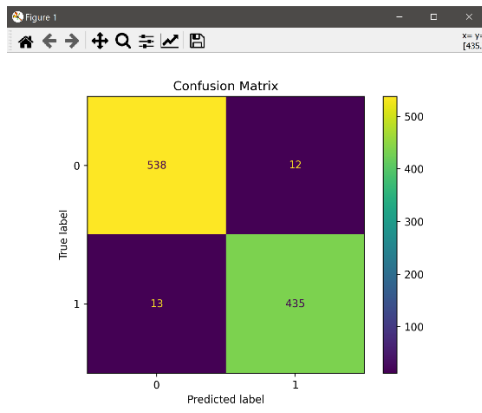 Figure 1
x= y=
[435.
Confusion Matrix
True label
0
1
538
12
13
435
0
1
Predicted label
500
400
300
200
100